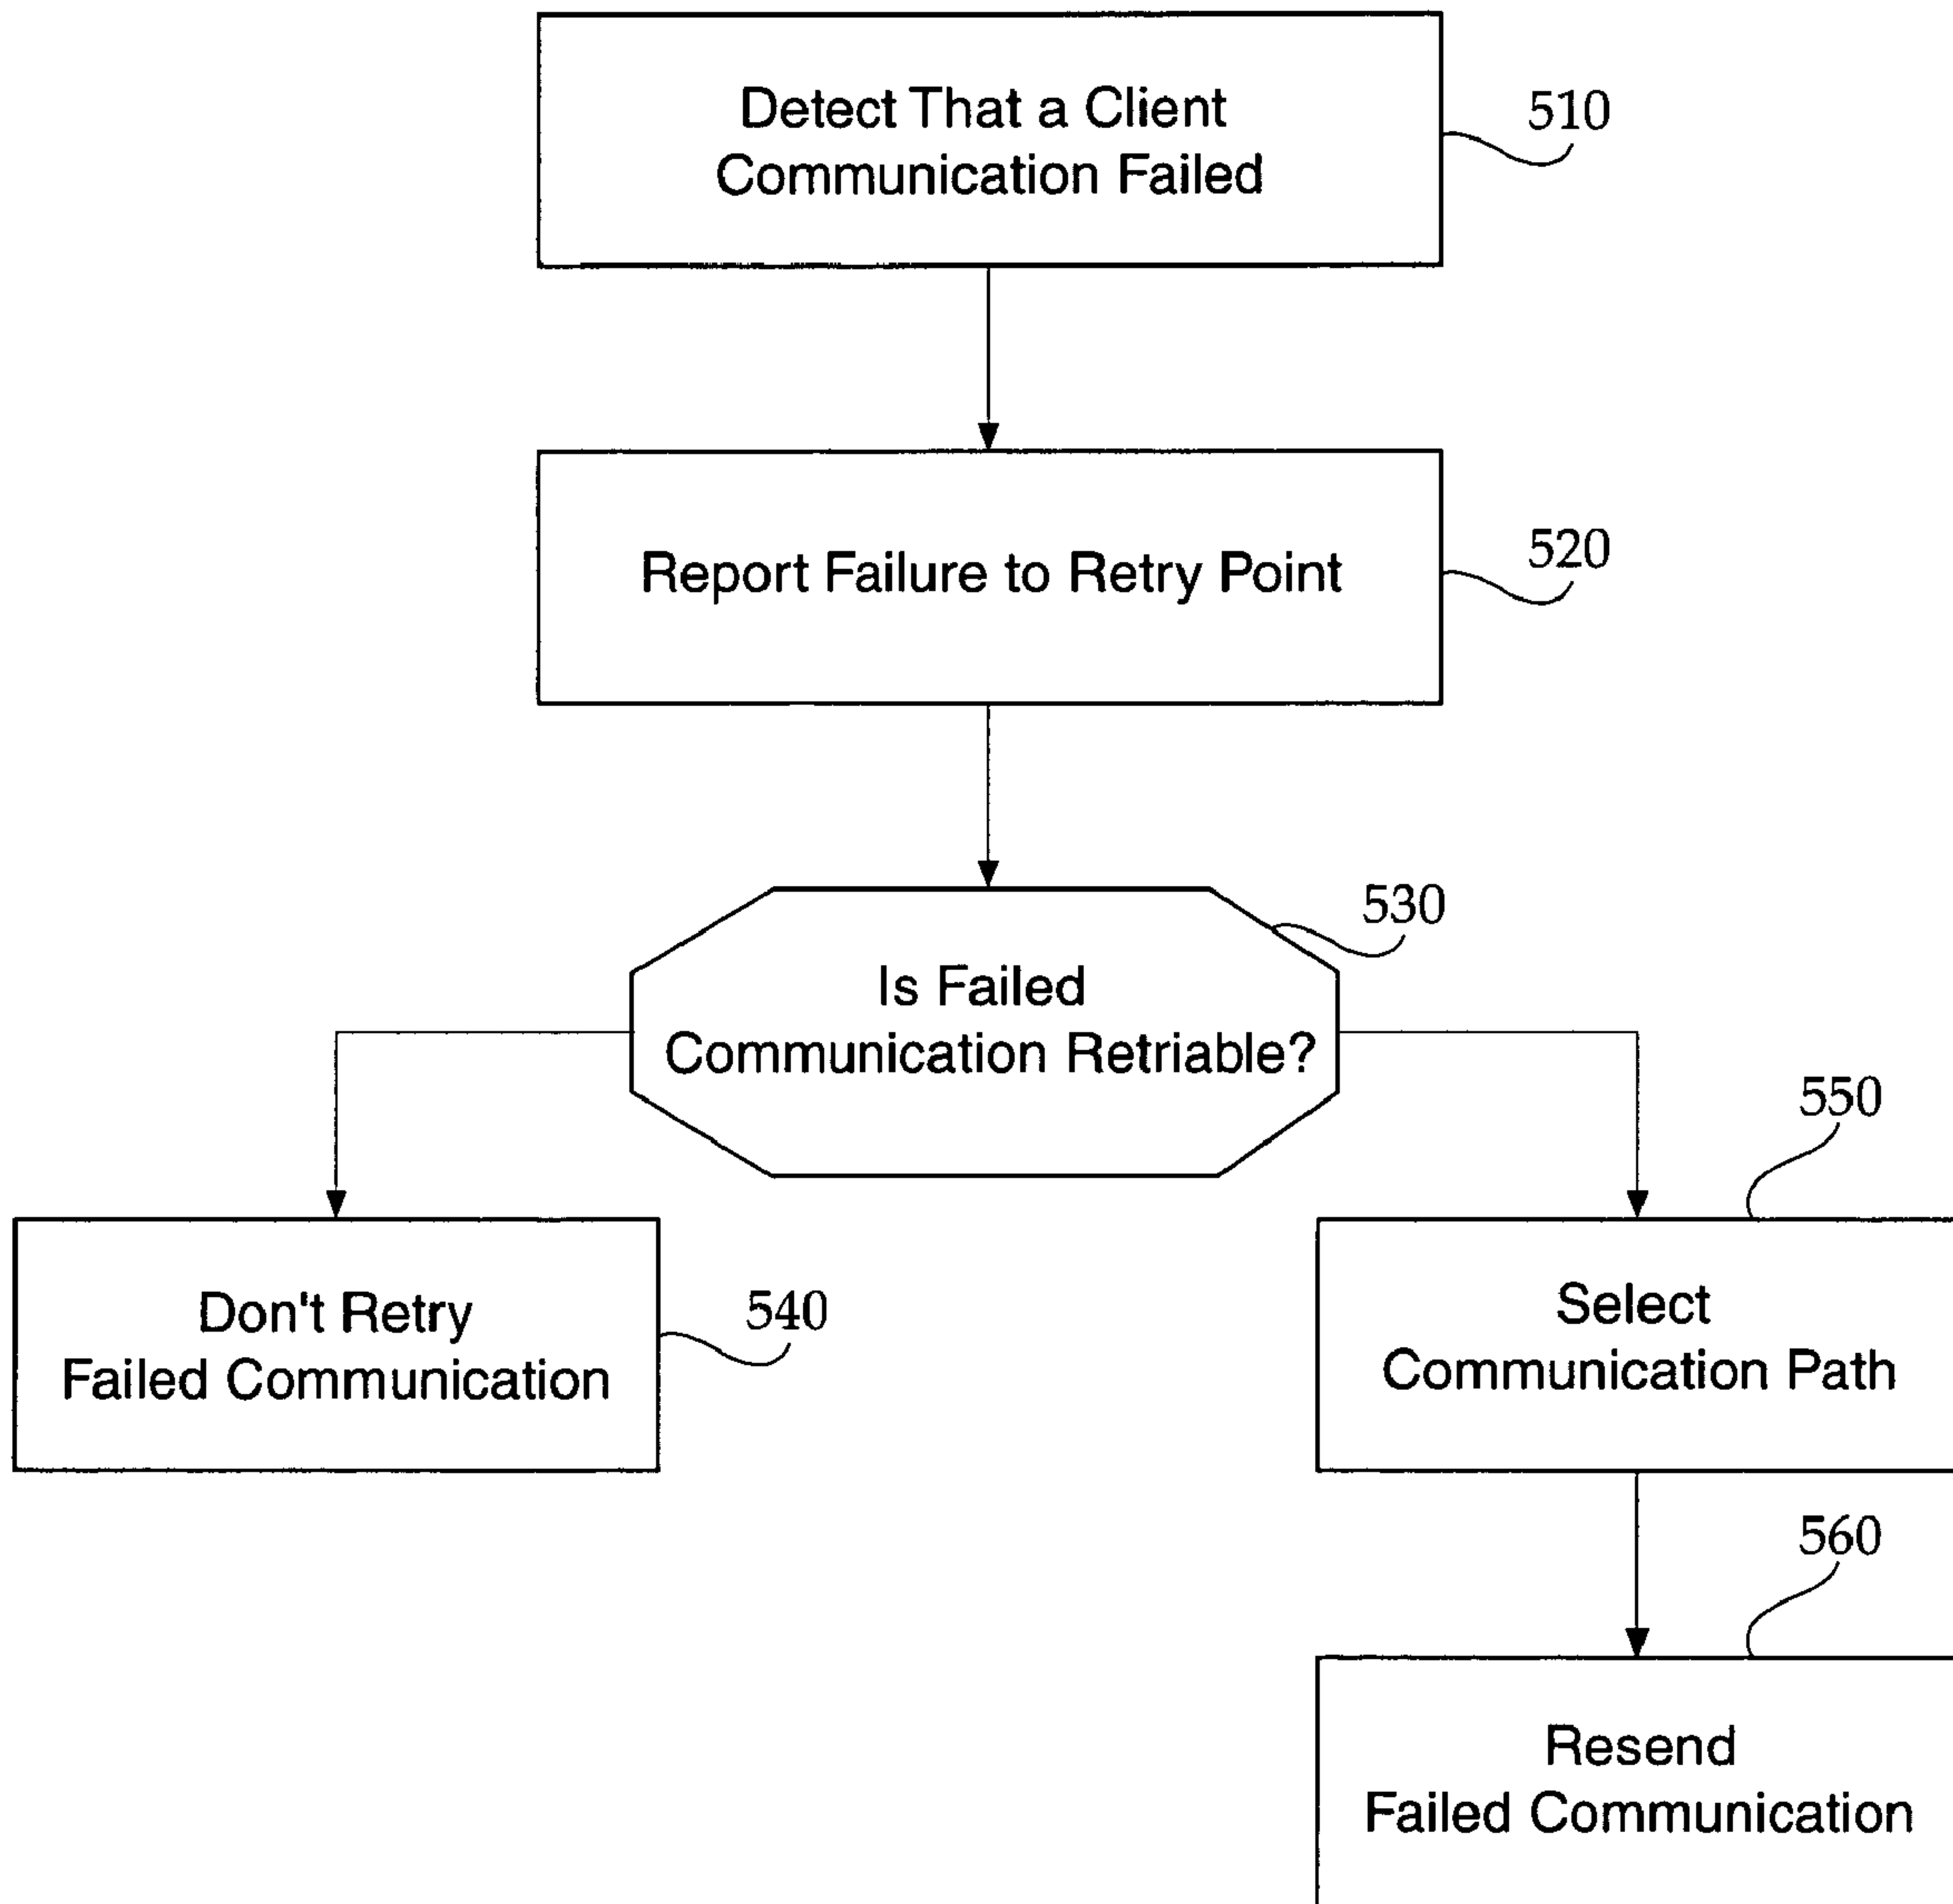 Detect That a Client
Communication Failed
510
Report Failure to Retry Point
520
530
Is Failed
Communication Retriable?
550
Don't Retry
Failed Communication
540
Select
Communication Path
560
Resend
Failed Communication